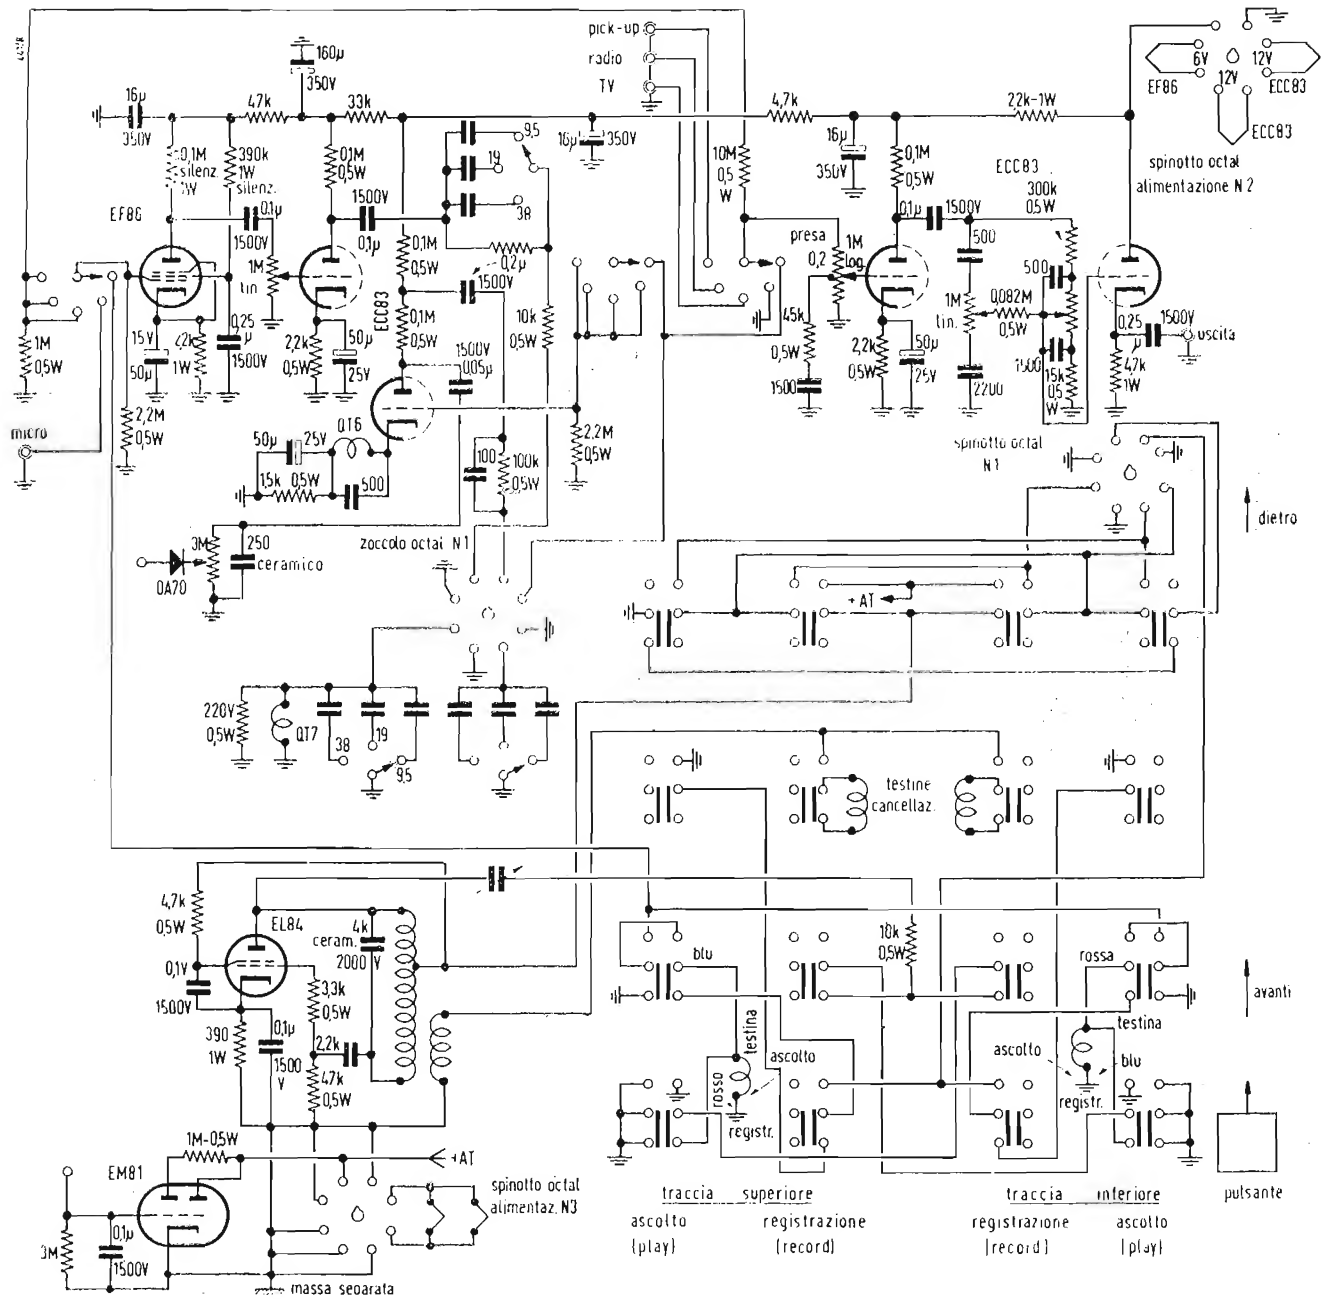 pick-up
radio
TV
160µ
350V
16µ
350V
47k
33k
9,5
19
38
4,7k
22k-1W
6V
12V
12V
EF86
ECC83
ECC83
spinotto octal
alimentazione N2
0,1M
silenz.
1W
390k
1W
silenz.
0,1µ
1500V
EF86
0,1M
0,5W
1500V
0,1µ
16µ
350V
10M
0,5
W
16µ
350V
0,1M
0,5W
ECC83
300k
0,5W
0,1µ
1500V
500
1M
tin.
0,1M
0,5W
0,2µ
1500V
presa
0,2
1M
log
500
1M
lin.
0,082M
0,5W
0,25
µ
1500V
uscita
ECC83
0,1M
0,5W
10k
0,5W
45k
0,5W
1500
2,2k
0,5W
50µ
25V
2200
1500
15k
0,5
W
4,7k
1W
1M
0,5W
15V
50µ
1W
0,25
µ
1500V
2,2k
0,5W
50µ
25V
1500V
0,05µ
micro
2,2M
0,5W
50µ
25V
QT6
1,5k
0,5W
500
100
100k
0,5W
2,2M
0,5W
spinotto octal
N1
dietro
3M
250
ceramico
OA70
zoccolo octal N1
+AT
220V
0,5W
QT7
38
19
9,5
testine
cancellaz.
4,7k
0,5W
EL84
4k
ceram.
2000 V
0,1V
1500V
3,3k
0,5W
390
1W
0,1µ
1500
V
2,2k
47k
0,5W
blu
18k
0,5W
rossa
avanti
testina
ascolto
rosso
registr.
testina
ascolto
blu
registr.
1M-0,5W
EM81
+AT
spinotto octal
alimentaz. N3
3M
0,1µ
1500V
massa separata
traccia superiore
traccia inferiore
pulsante
ascolto
registrazione
registrazione
ascolto
[play]
[record]
[record]
[play]